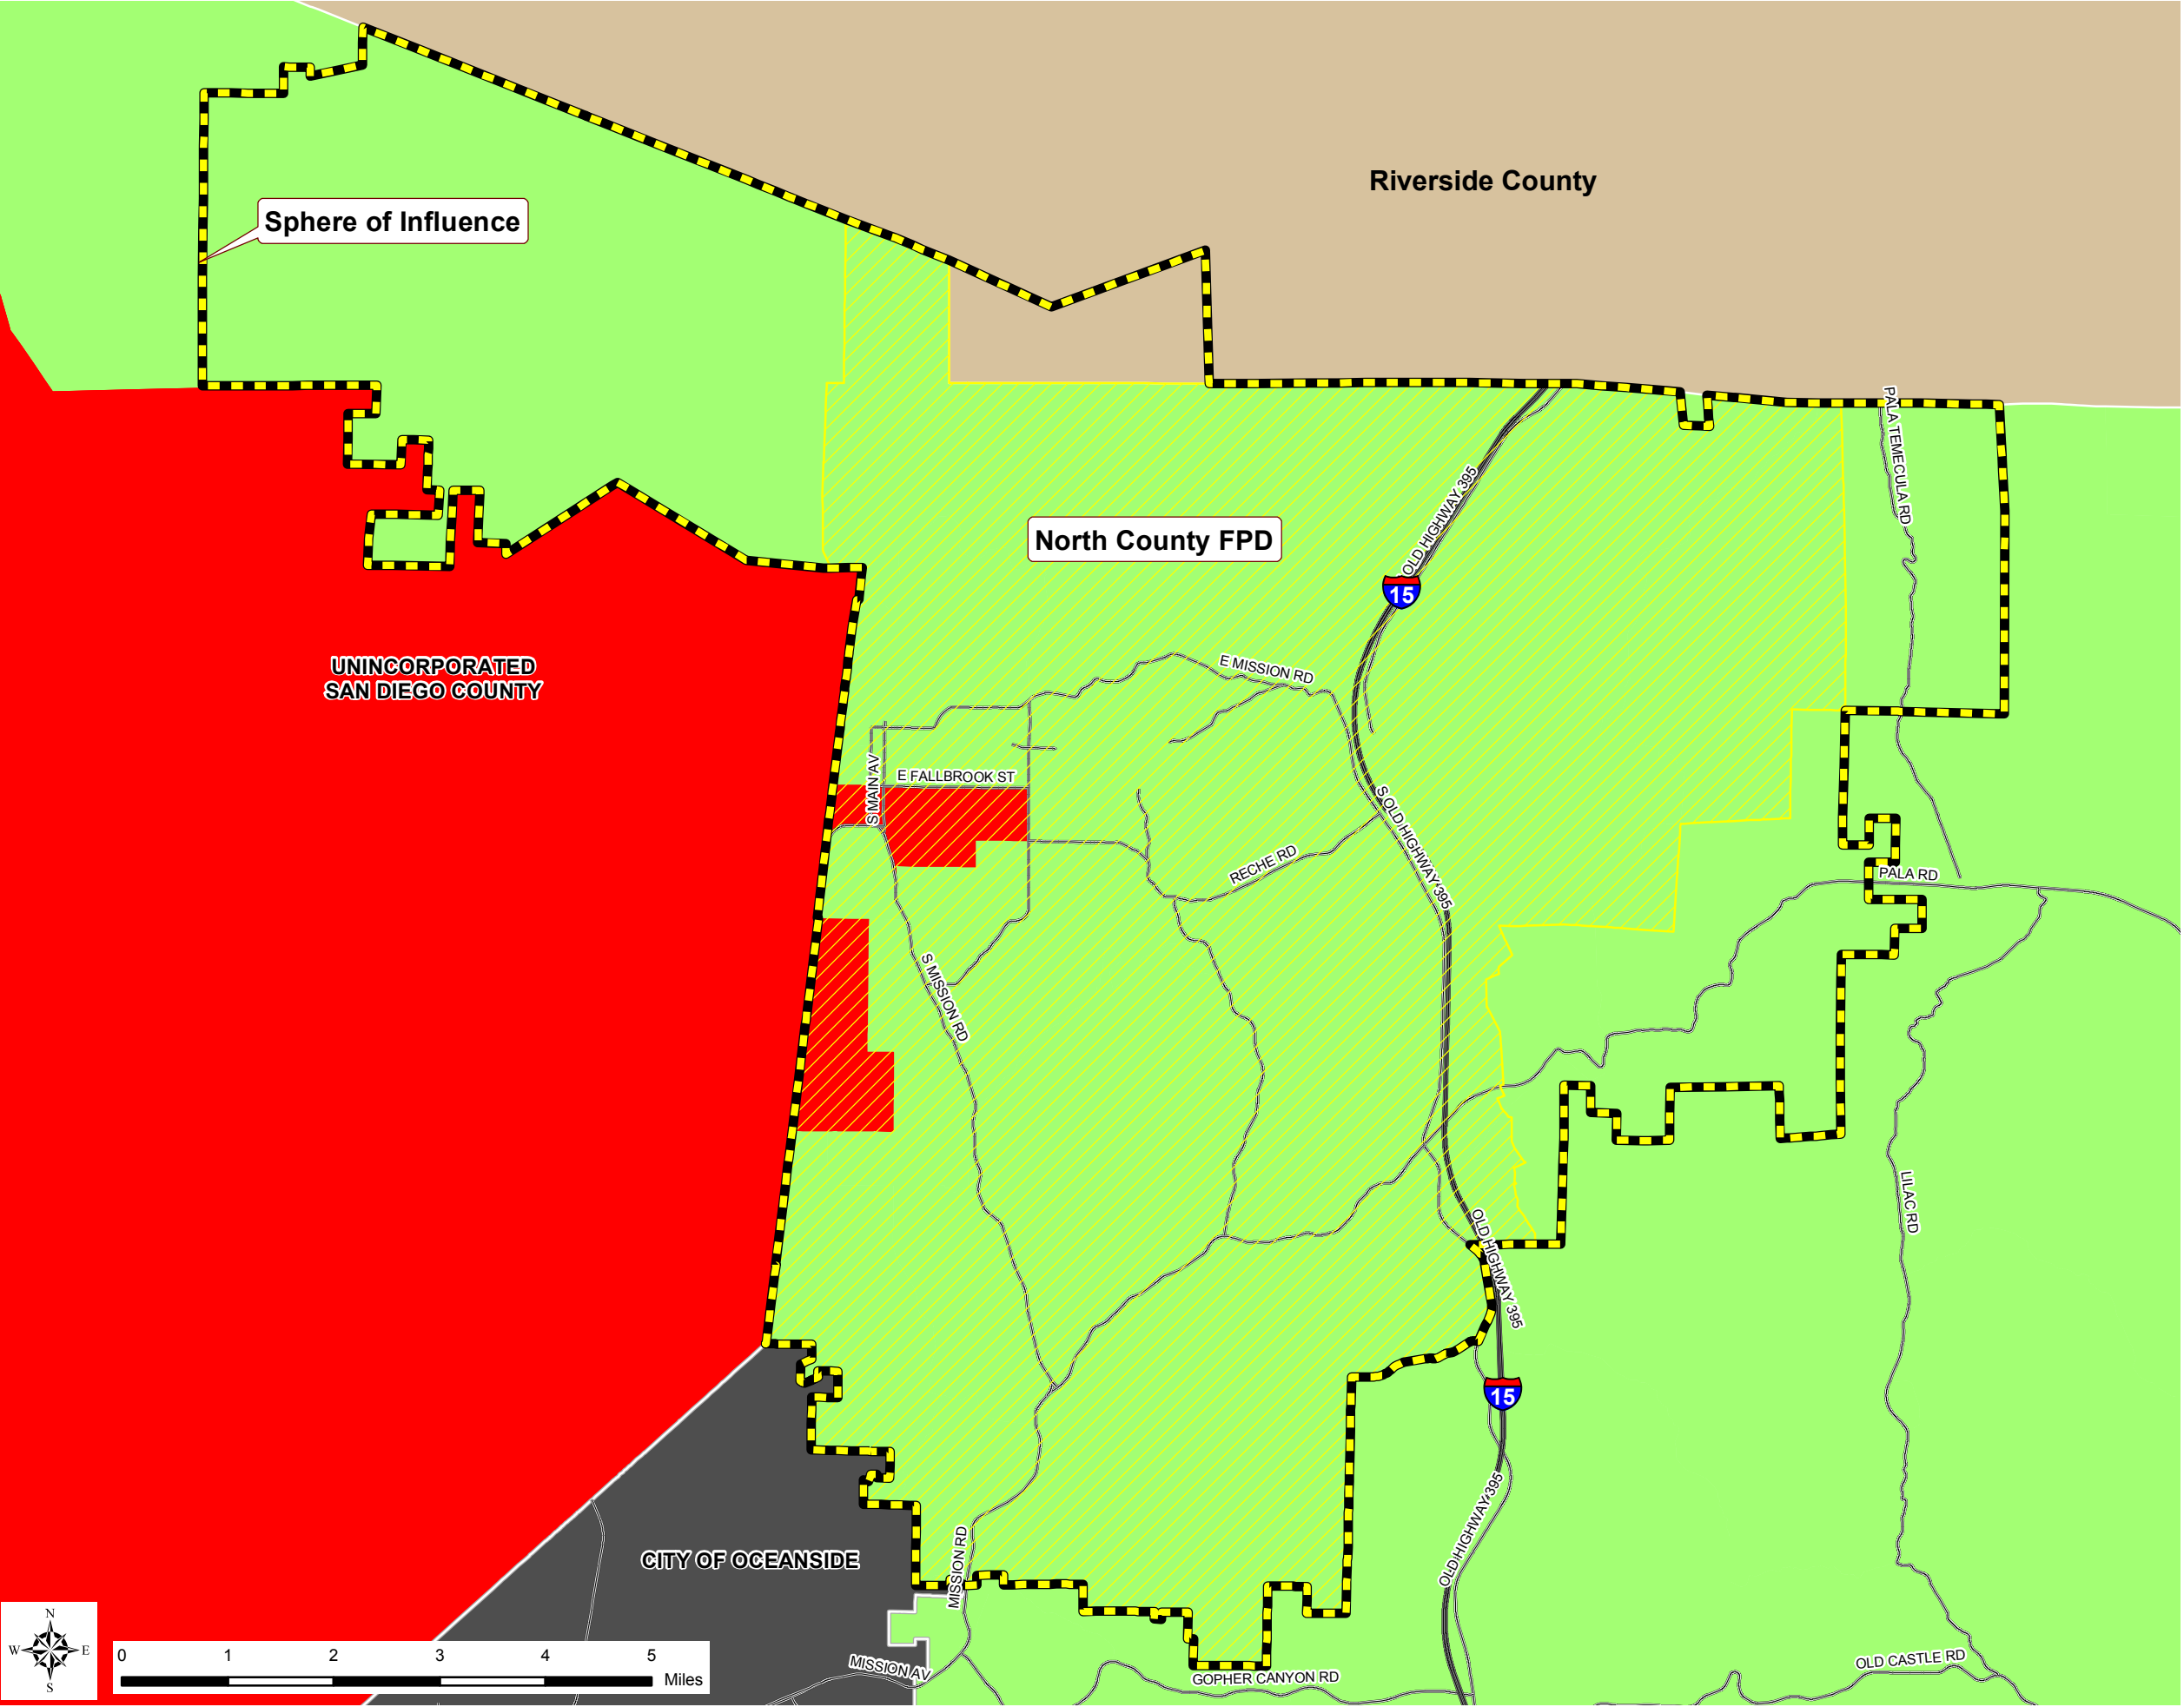 Riverside County
Sphere of Influence
PALA TEMECULA RD
OLD HIGHWAY 395
North County FPD
15
UNINCORPORATED
SAN DIEGO COUNTY
E MISSION RD
S MAIN AV
E FALLBROOK ST
S OLD HIGHWAY 395
RECHE RD
PALA RD
S MISSION RD
LILAC RD
OLD HIGHWAY 395
15
OLD HIGHWAY 395
CITY OF OCEANSIDE
MISSION RD
MISSION AV
GOPHER CANYON RD
OLD CASTLE RD
N
W E
S
0 1 2 3 4 5
Miles